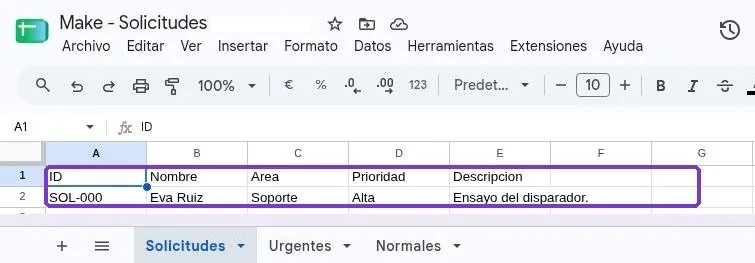 Make - Solicitudes
Archivo Editar Ver Insertar Formato Datos Herramientas Extensiones Ayuda
100% € % .0 .00 123 Predet... 10 B I S A
A1 fx ID
A B C D E F G
1 ID Nombre Area Prioridad Descripcion
2 SOL-000 Eva Ruiz Soporte Alta Ensayo del disparador.
Solicitudes Urgentes Normales